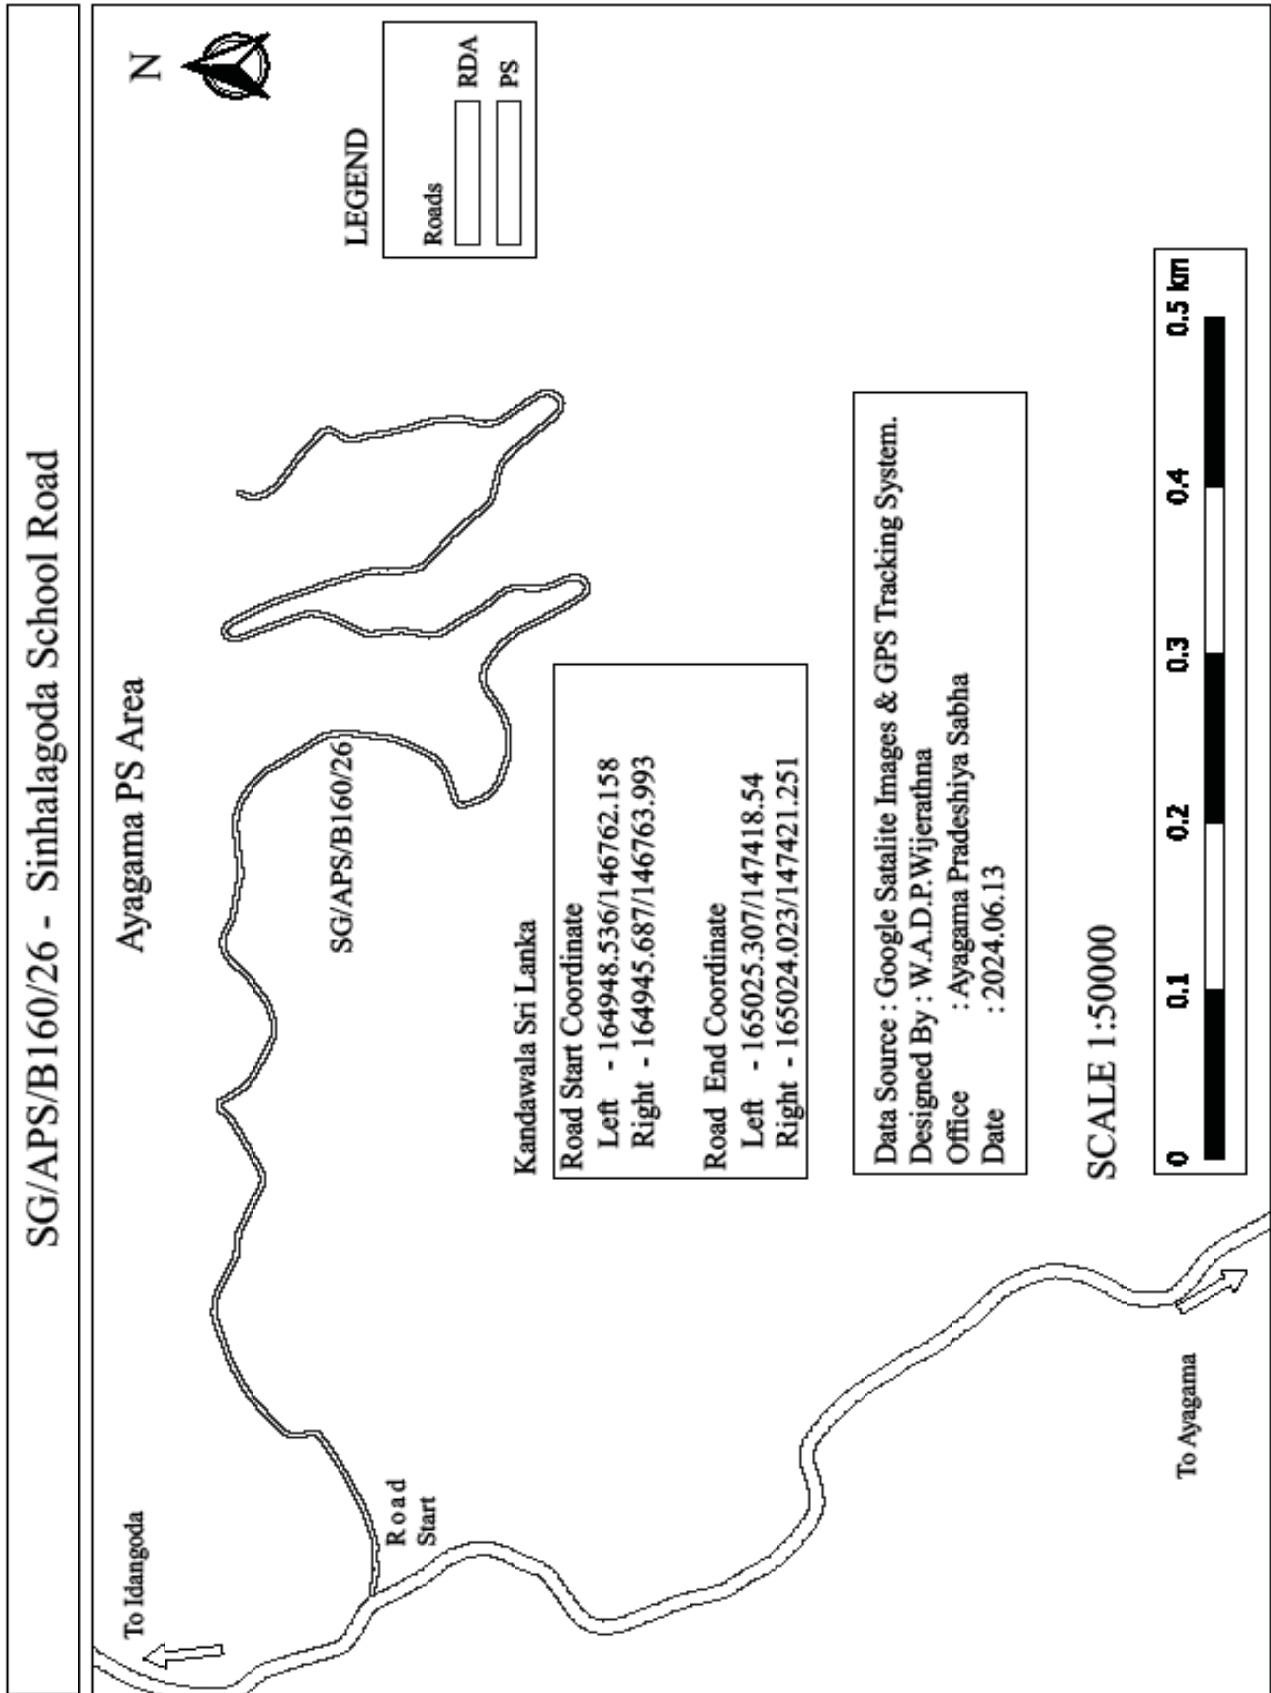 SG/APS/B160/26 - Sinhalagoda School Road
N
Ayagama PS Area
LEGEND
Roads
RDA
PS
To Idangoda
SG/APS/B160/26
Road
Start
Kandawala Sri Lanka
Road Start Coordinate
Left - 164948.536/146762.158
Right - 164945.687/146763.993
Road End Coordinate
Left - 165025.307/147418.54
Right - 165024.023/147421.251
Data Source : Google Satalite Images & GPS Tracking System.
Designed By : W.A.D.P.Wijerathna
Office : Ayagama Pradeshiya Sabha
Date : 2024.06.13
SCALE 1:50000
0 0.1 0.2 0.3 0.4 0.5 km
To Ayagama